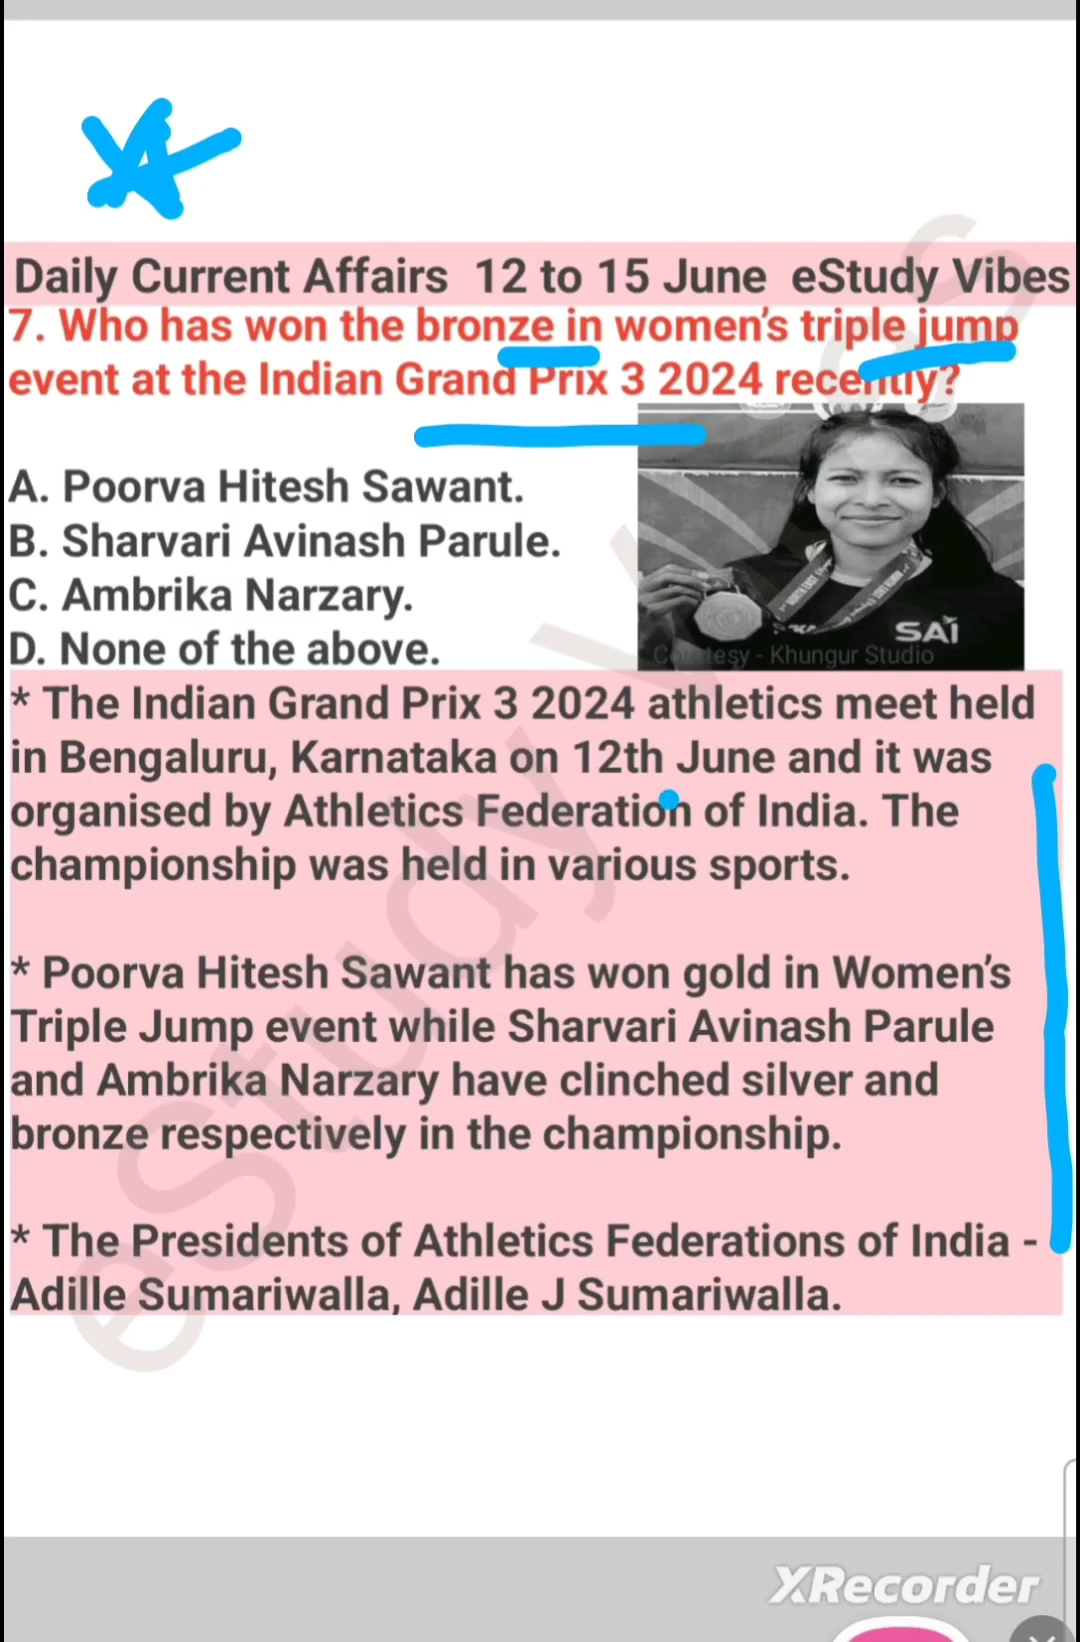 Daily Current Affairs 12 to 15 June eStudy Vibes
7. Who has won the bronze in women's triple jump
event at the Indian Grand Prix 3 2024 recently?
A. Poorva Hitesh Sawant.
B. Sharvari Avinash Parule.
C. Ambrika Narzary.
D. None of the above.
SAI
Courtesy - Khungur Studio
* The Indian Grand Prix 3 2024 athletics meet held
in Bengaluru, Karnataka on 12th June and it was
organised by Athletics Federation of India. The
championship was held in various sports.
* Poorva Hitesh Sawant has won gold in Women's
Triple Jump event while Sharvari Avinash Parule
and Ambrika Narzary have clinched silver and
bronze respectively in the championship.
* The Presidents of Athletics Federations of India -
Adille Sumariwalla, Adille J Sumariwalla.
eStudy
XRecorder